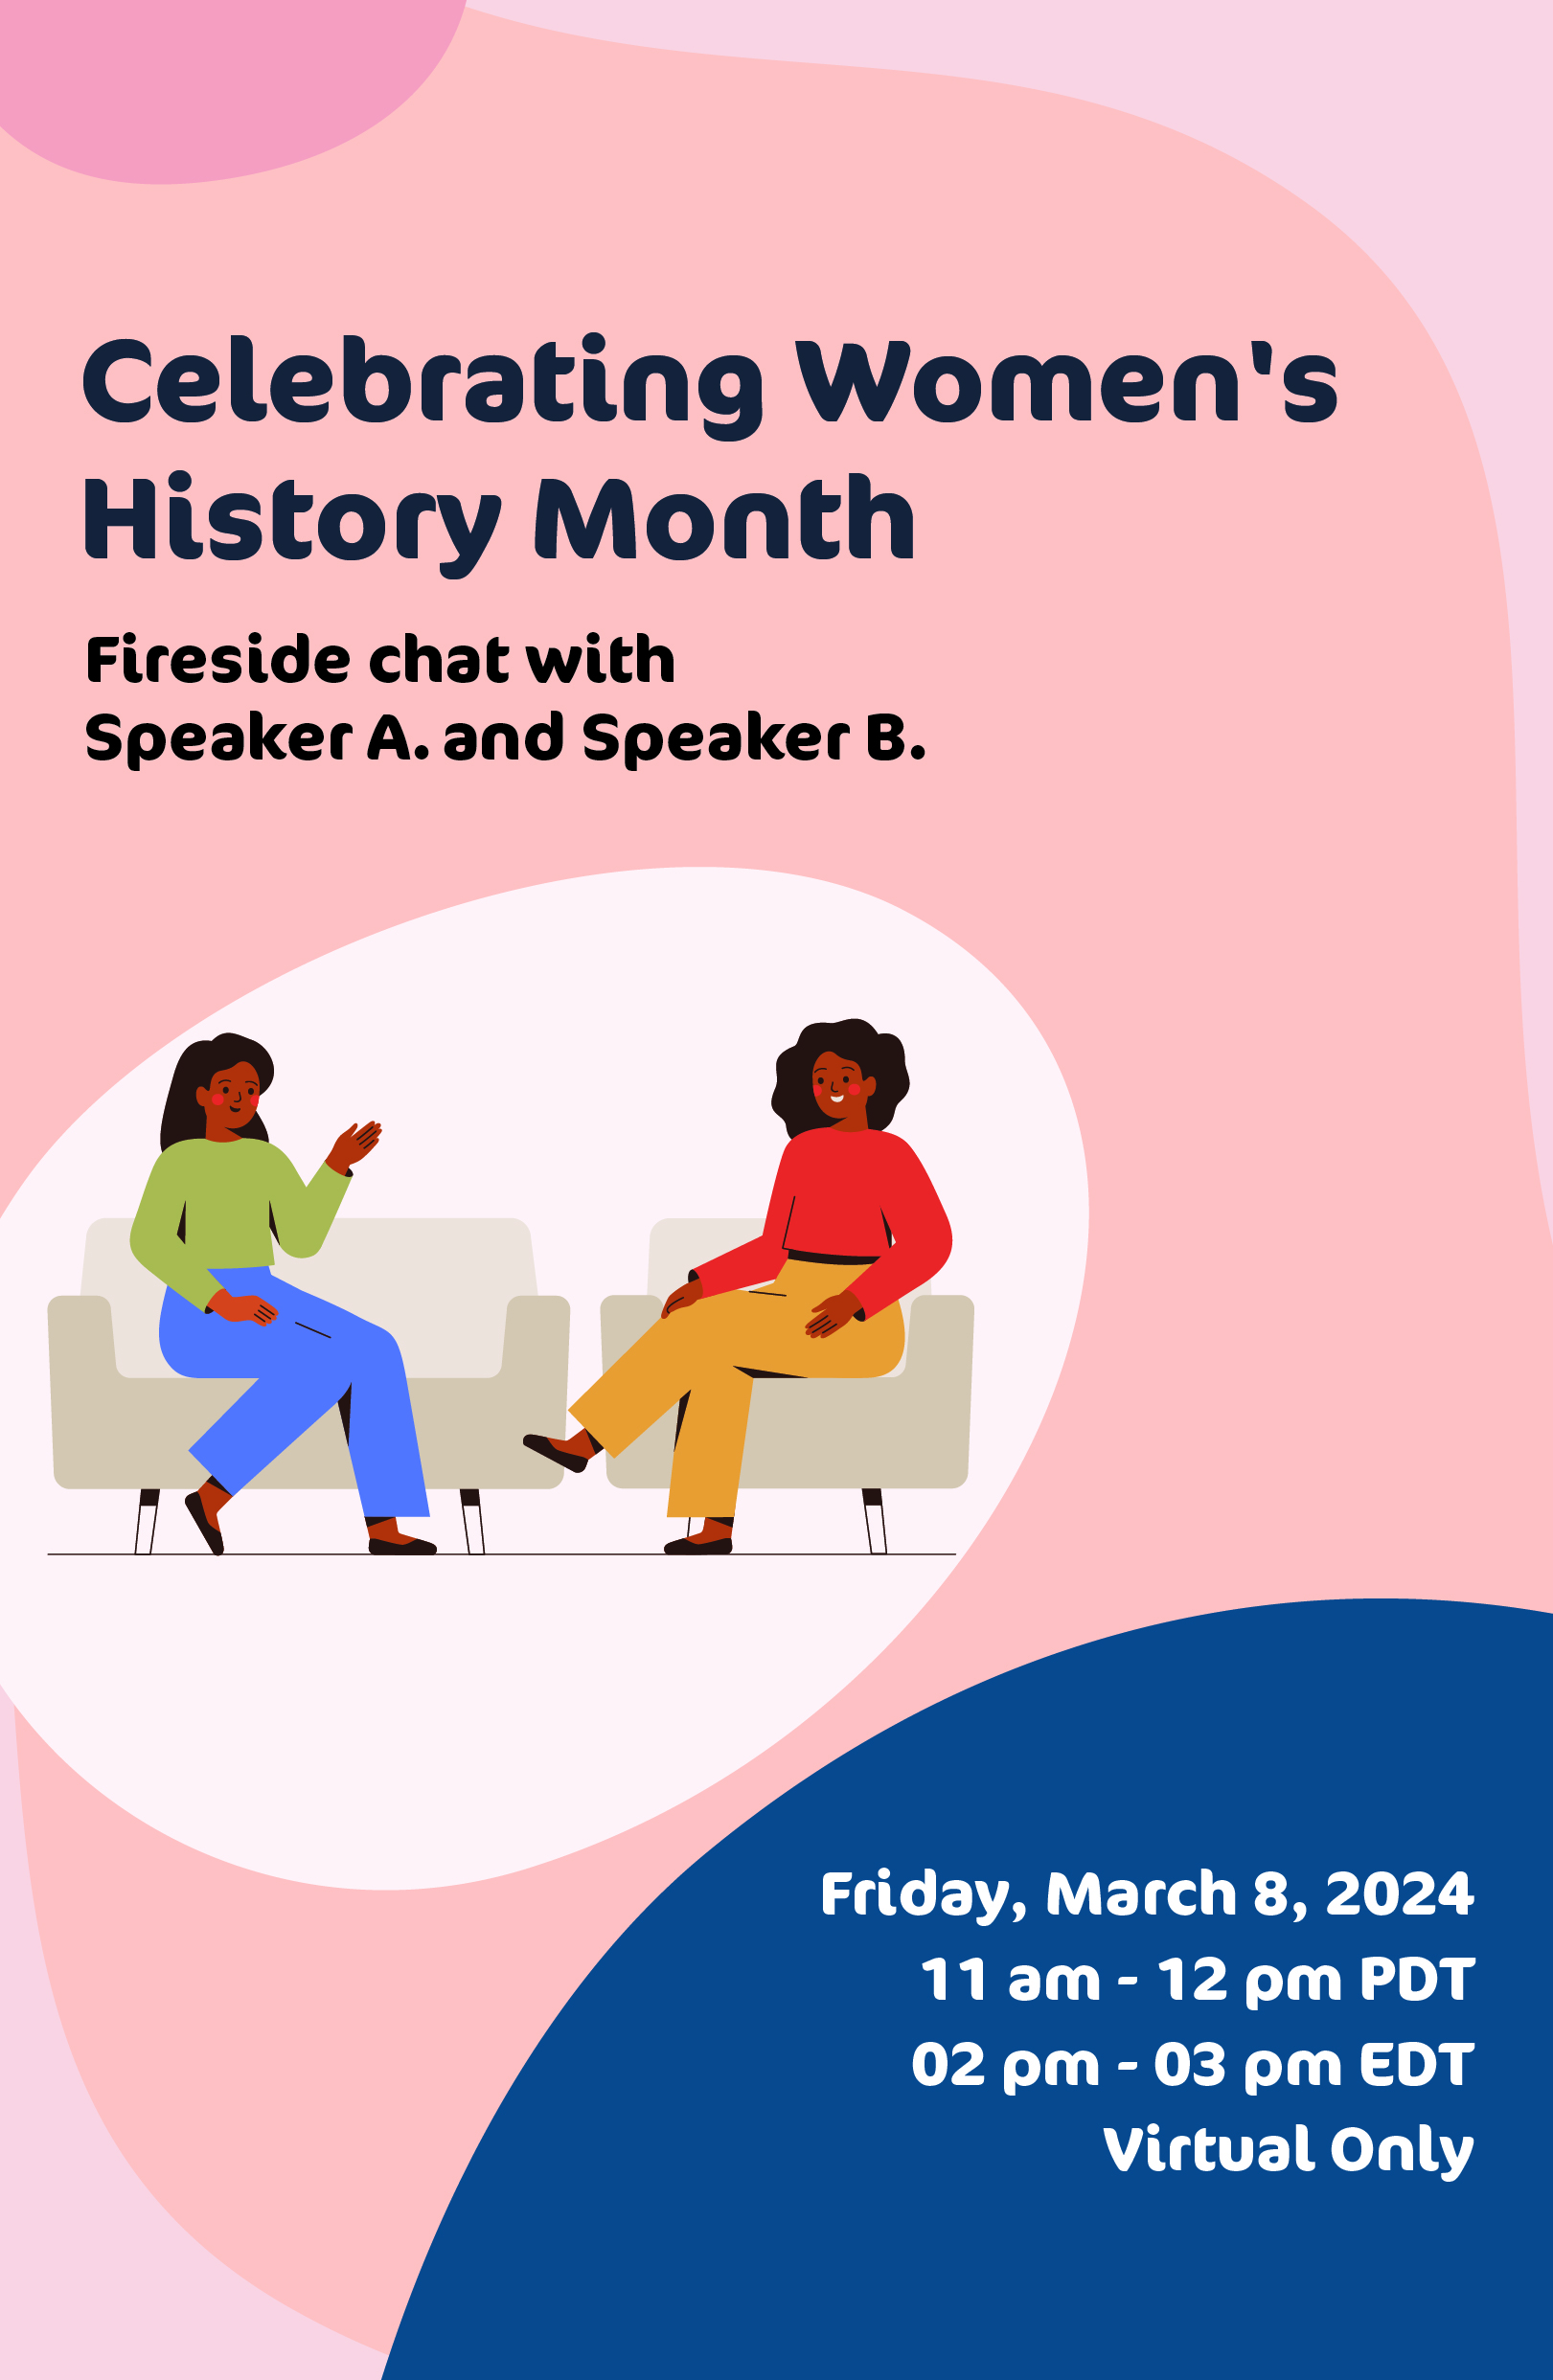 Celebrating Women's
History Month
Fireside chat with
Speaker A. and Speaker B.
Friday, March 8, 2024
11 am - 12 pm PDT
02 pm - 03 pm EDT
Virtual Only